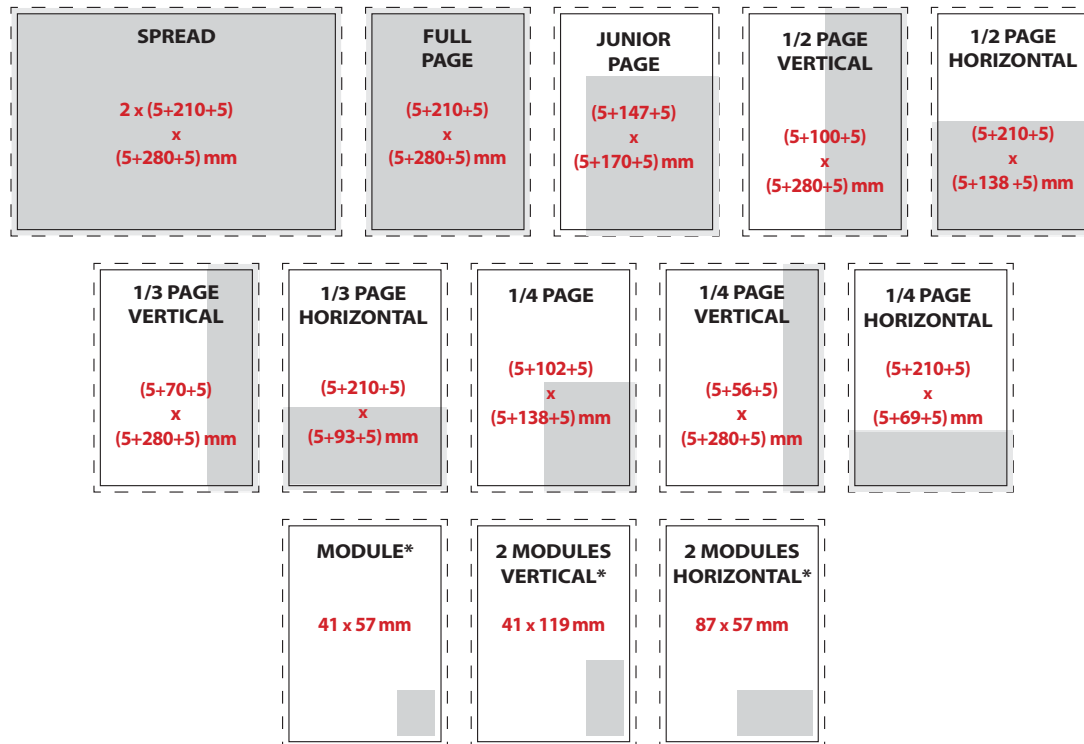 SPREAD
2 x (5+210+5)
x
(5+280+5) mm
FULL
PAGE
(5+210+5)
x
(5+280+5) mm
JUNIOR
PAGE
(5+147+5)
x
(5+170+5) mm
1/2 PAGE
VERTICAL
(5+100+5)
x
(5+280+5) mm
1/2 PAGE
HORIZONTAL
(5+210+5)
x
(5+138 +5) mm
1/3 PAGE
VERTICAL
(5+70+5)
x
(5+280+5) mm
1/3 PAGE
HORIZONTAL
(5+210+5)
x
(5+93+5) mm
1/4 PAGE
(5+102+5)
x
(5+138+5) mm
1/4 PAGE
VERTICAL
(5+56+5)
x
(5+280+5) mm
1/4 PAGE
HORIZONTAL
(5+210+5)
x
(5+69+5) mm
MODULE*
41 x 57 mm
2 MODULES
VERTICAL*
41 x 119 mm
2 MODULES
HORIZONTAL*
87 x 57 mm